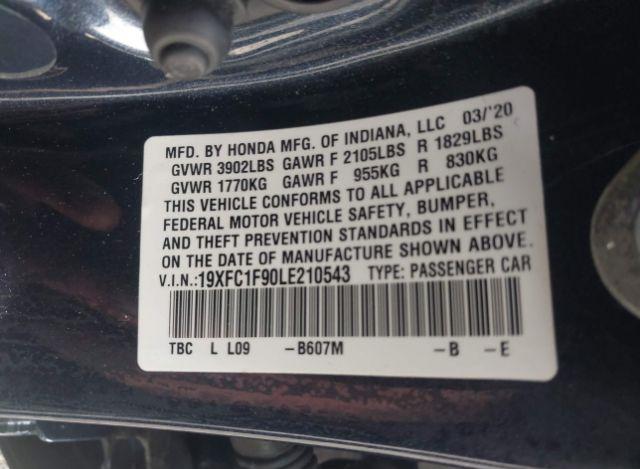 MFD. BY HONDA MFG. OF INDIANA, LLC 03/'20
GVWR 3902LBS GAWR F 2105LBS R 1829LBS
GVWR 1770KG GAWR F 955KG R 830KG
THIS VEHICLE CONFORMS TO ALL APPLICABLE
FEDERAL MOTOR VEHICLE SAFETY, BUMPER,
AND THEFT PREVENTION STANDARDS IN EFFECT
ON THE DATE OF MANUFACTURE SHOWN ABOVE.
V.I.N.:19XFC1F90LE210543 TYPE: PASSENGER CAR
TBC L L09 -B607M -B -E